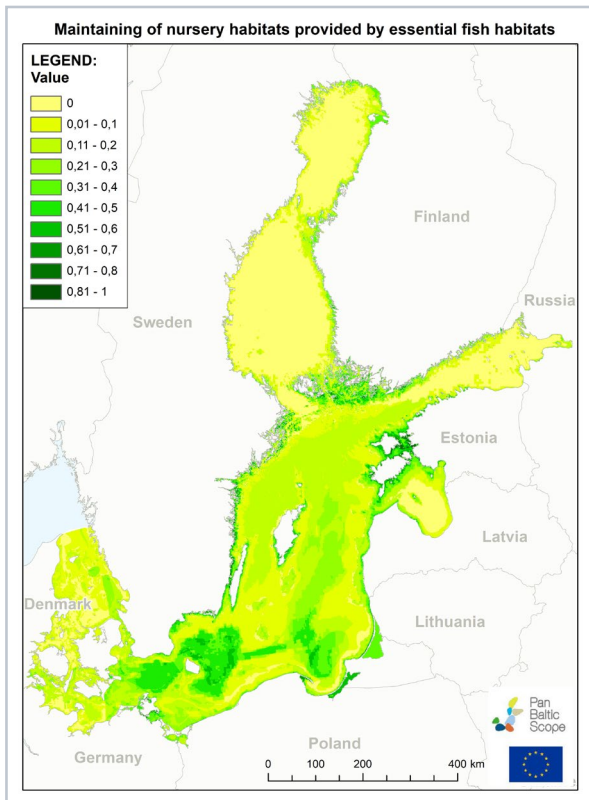 Maintaining of nursery habitats provided by essential fish habitats
LEGEND:
Value
0
0,01 - 0,1
0,11 - 0,2
0,21 - 0,3
0,31 - 0,4
0,41 - 0,5
0,51 - 0,6
0,61 - 0,7
0,71 - 0,8
0,81 - 1
Finland
Russia
Sweden
Estonia
Latvia
Denmark
Lithuania
Germany
Poland
Pan
Baltic
Scope
0 100 200 400 km